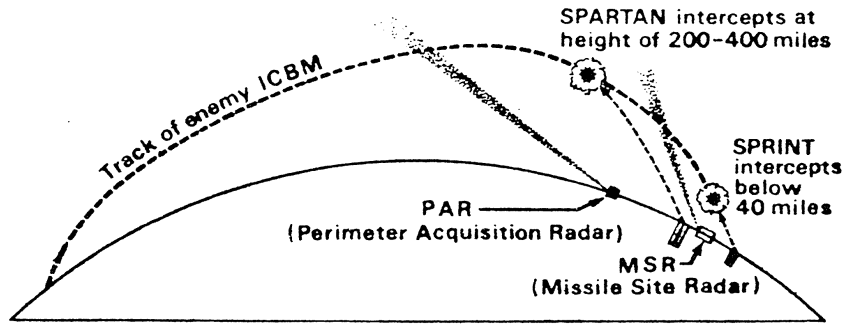 SPARTAN intercepts at
height of 200-400 miles
Track of enemy ICBM
SPRINT
intercepts
below
40 miles
PAR
(Perimeter Acquisition Radar)
MSR
(Missile Site Radar)